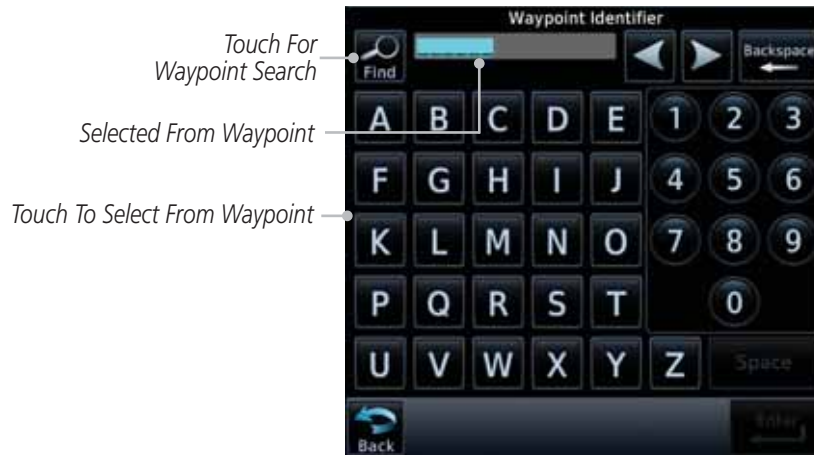 Waypoint Identifier
Touch For
Waypoint Search
Find
Backspace
Selected From Waypoint
A B C D E 1 2 3
F G H I J 4 5 6
Touch To Select From Waypoint
K L M N O 7 8 9
P Q R S T 0
U V W X Y Z Space
Back Enter